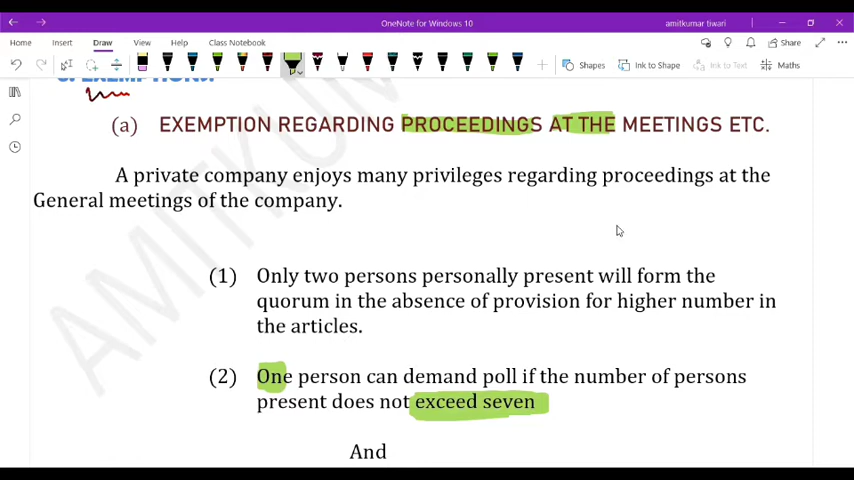 OneNote for Windows 10
amitkumar tiwari
Home Insert Draw View Help Class Notebook
Share
Shapes Ink to Shape Ink to Text Maths
(a) EXEMPTION REGARDING PROCEEDINGS AT THE MEETINGS ETC.
A private company enjoys many privileges regarding proceedings at the
General meetings of the company.
(1) Only two persons personally present will form the
quorum in the absence of provision for higher number in
the articles.
(2) One person can demand poll if the number of persons
present does not exceed seven
And